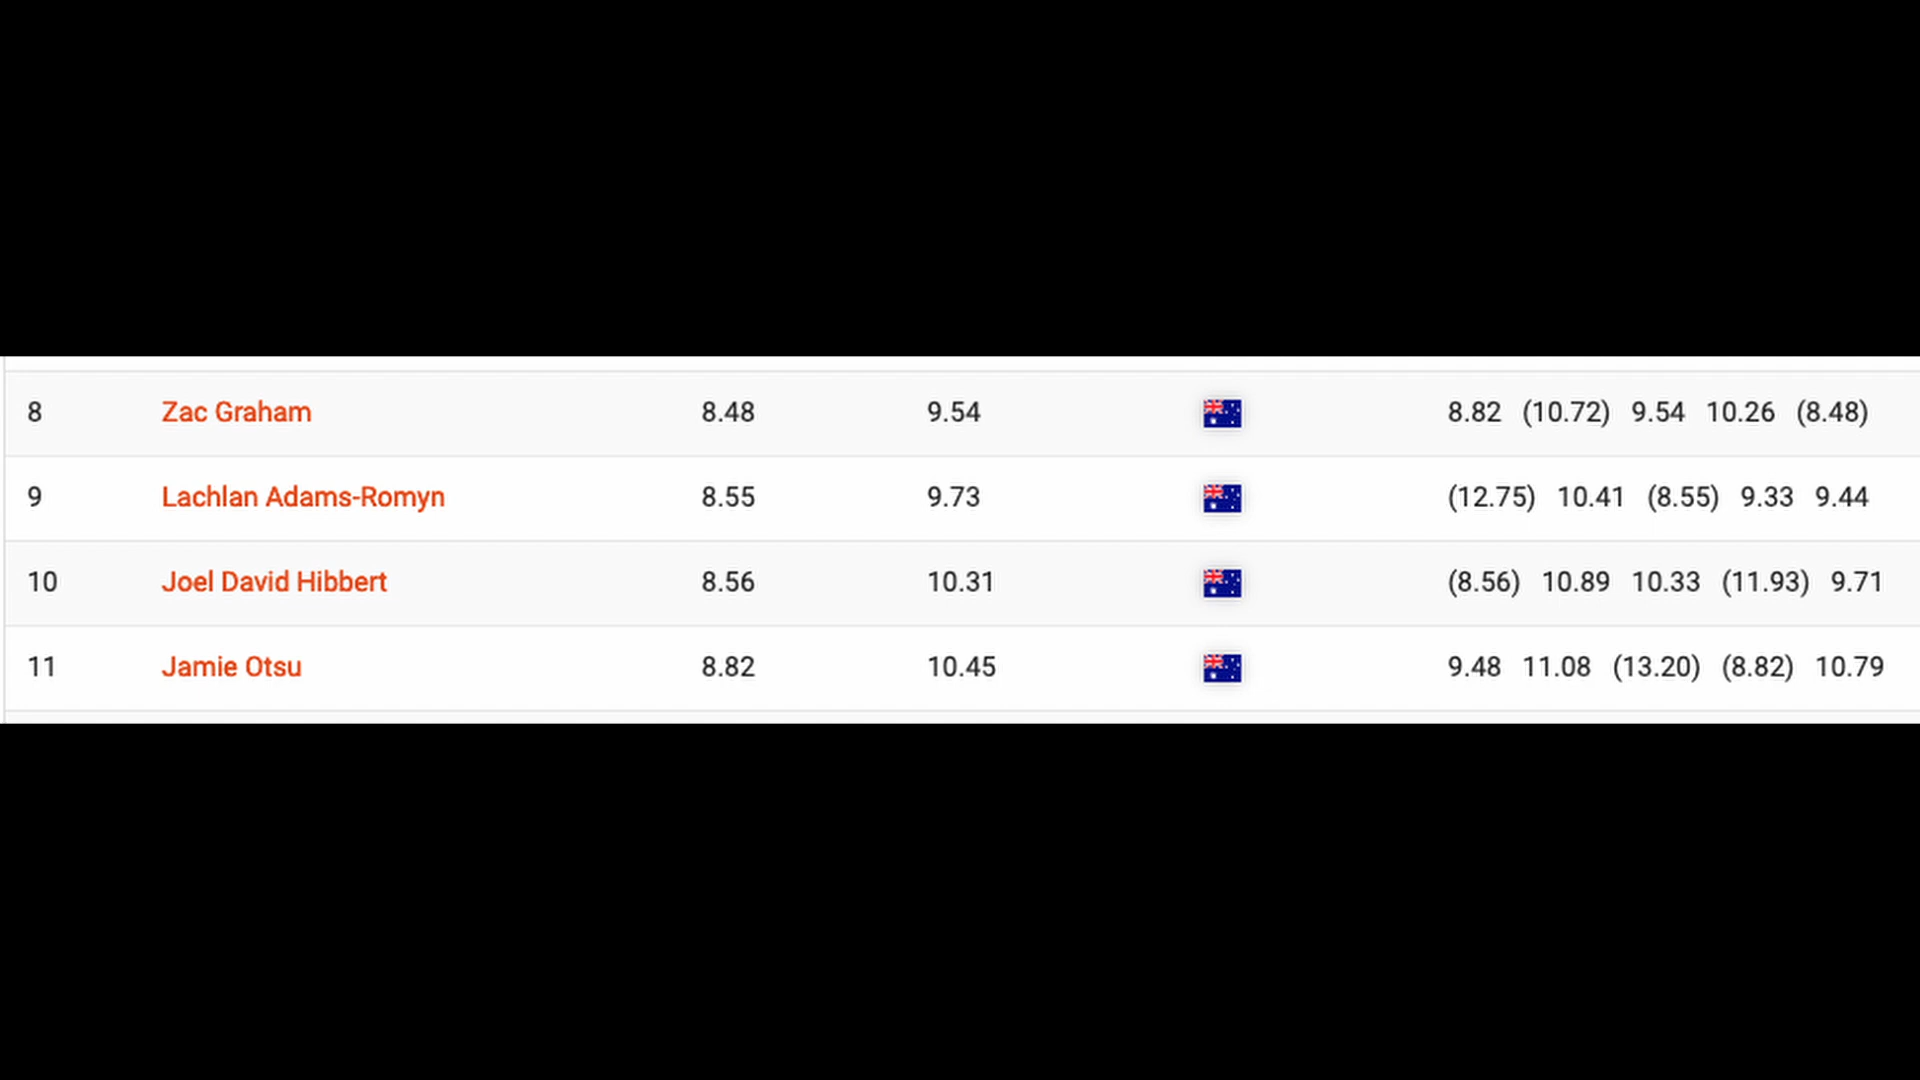 8 Zac Graham 8.48 9.54 8.82 (10.72) 9.54 10.26 (8.48)
9 Lachlan Adams-Romyn 8.55 9.73 (12.75) 10.41 (8.55) 9.33 9.44
10 Joel David Hibbert 8.56 10.31 (8.56) 10.89 10.33 (11.93) 9.71
11 Jamie Otsu 8.82 10.45 9.48 11.08 (13.20) (8.82) 10.79